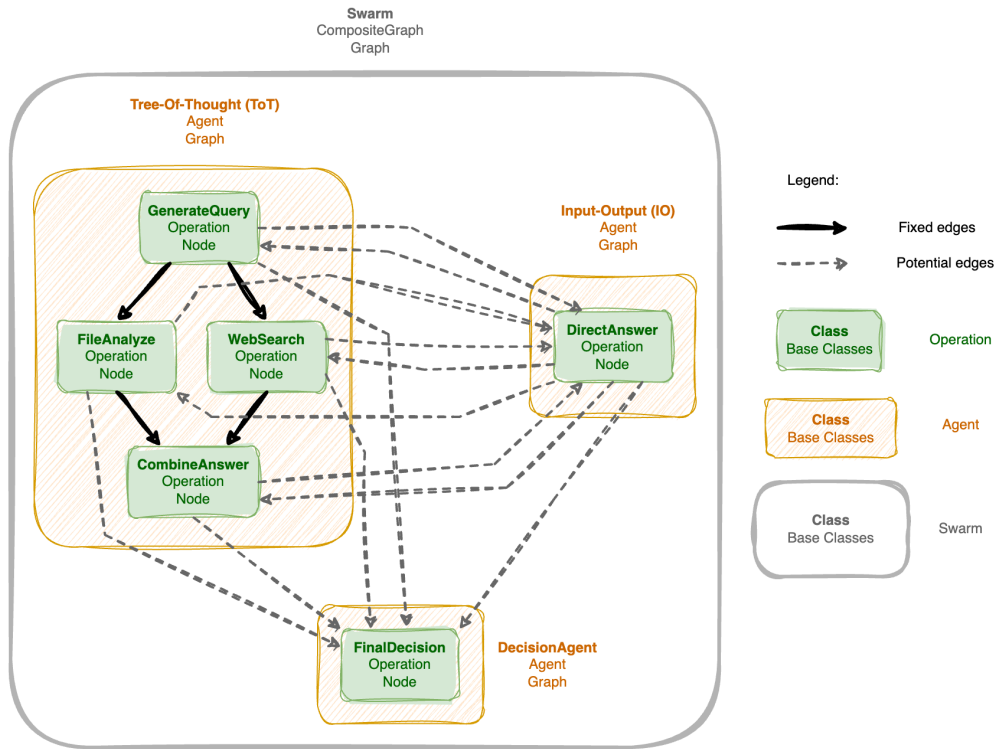 Swarm
CompositeGraph
Graph
Tree-Of-Thought (ToT)
Agent
Graph
GenerateQuery
Operation
Node
FileAnalyze
Operation
Node
WebSearch
Operation
Node
CombineAnswer
Operation
Node
Input-Output (IO)
Agent
Graph
DirectAnswer
Operation
Node
FinalDecision
Operation
Node
DecisionAgent
Agent
Graph
Legend:
Fixed edges
Potential edges
Class
Base Classes
Operation
Class
Base Classes
Agent
Class
Base Classes
Swarm